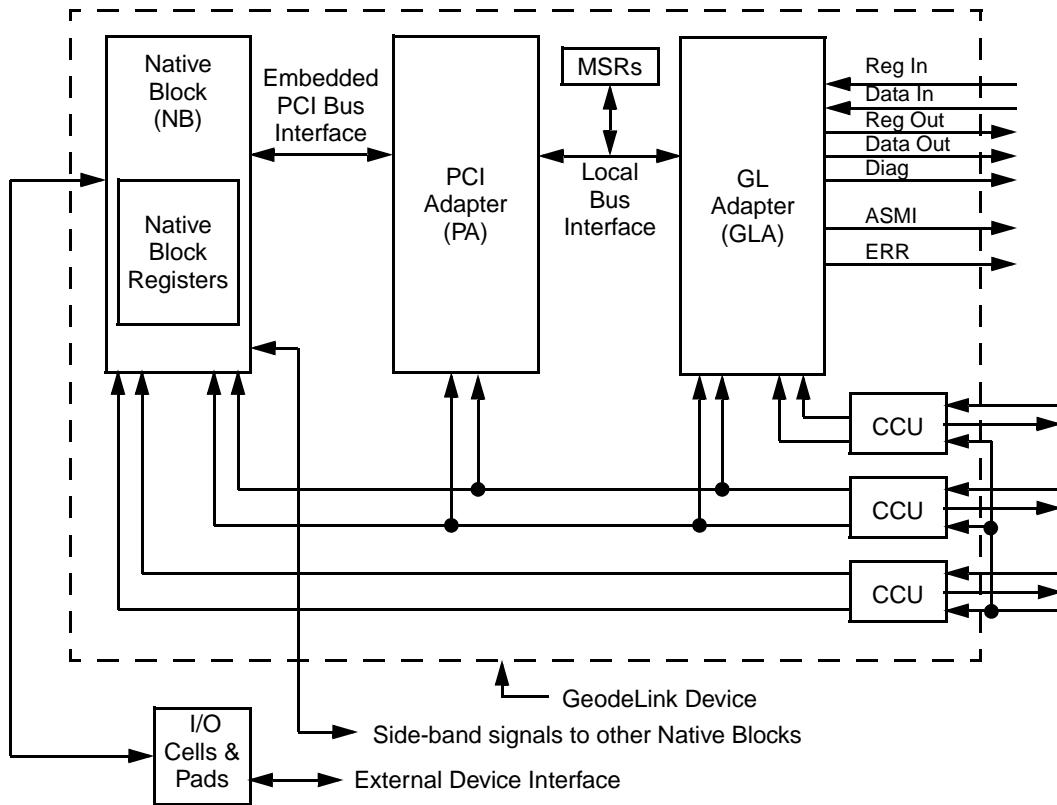 Native
Block
(NB)
Native
Block
Registers
Embedded
PCI Bus
Interface
PCI
Adapter
(PA)
MSRs
Local
Bus
Interface
GL
Adapter
(GLA)
Reg In
Data In
Reg Out
Data Out
Diag
ASMI
ERR
CCU
CCU
CCU
GeodeLink Device
Side-band signals to other Native Blocks
I/O
Cells &
Pads
External Device Interface